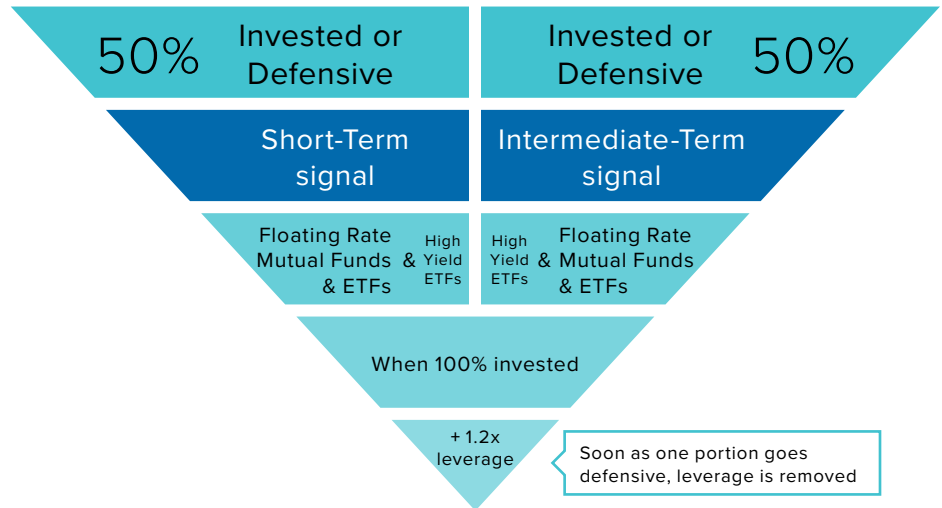 50%
Invested or
Defensive
Invested or
Defensive
50%
Short-Term
signal
Intermediate-Term
signal
Floating Rate
Mutual Funds
& ETFs
&
High
Yield
ETFs
High
Yield
ETFs
&
Floating Rate
Mutual Funds
& ETFs
When 100% invested
+ 1.2x
leverage
Soon as one portion goes
defensive, leverage is removed